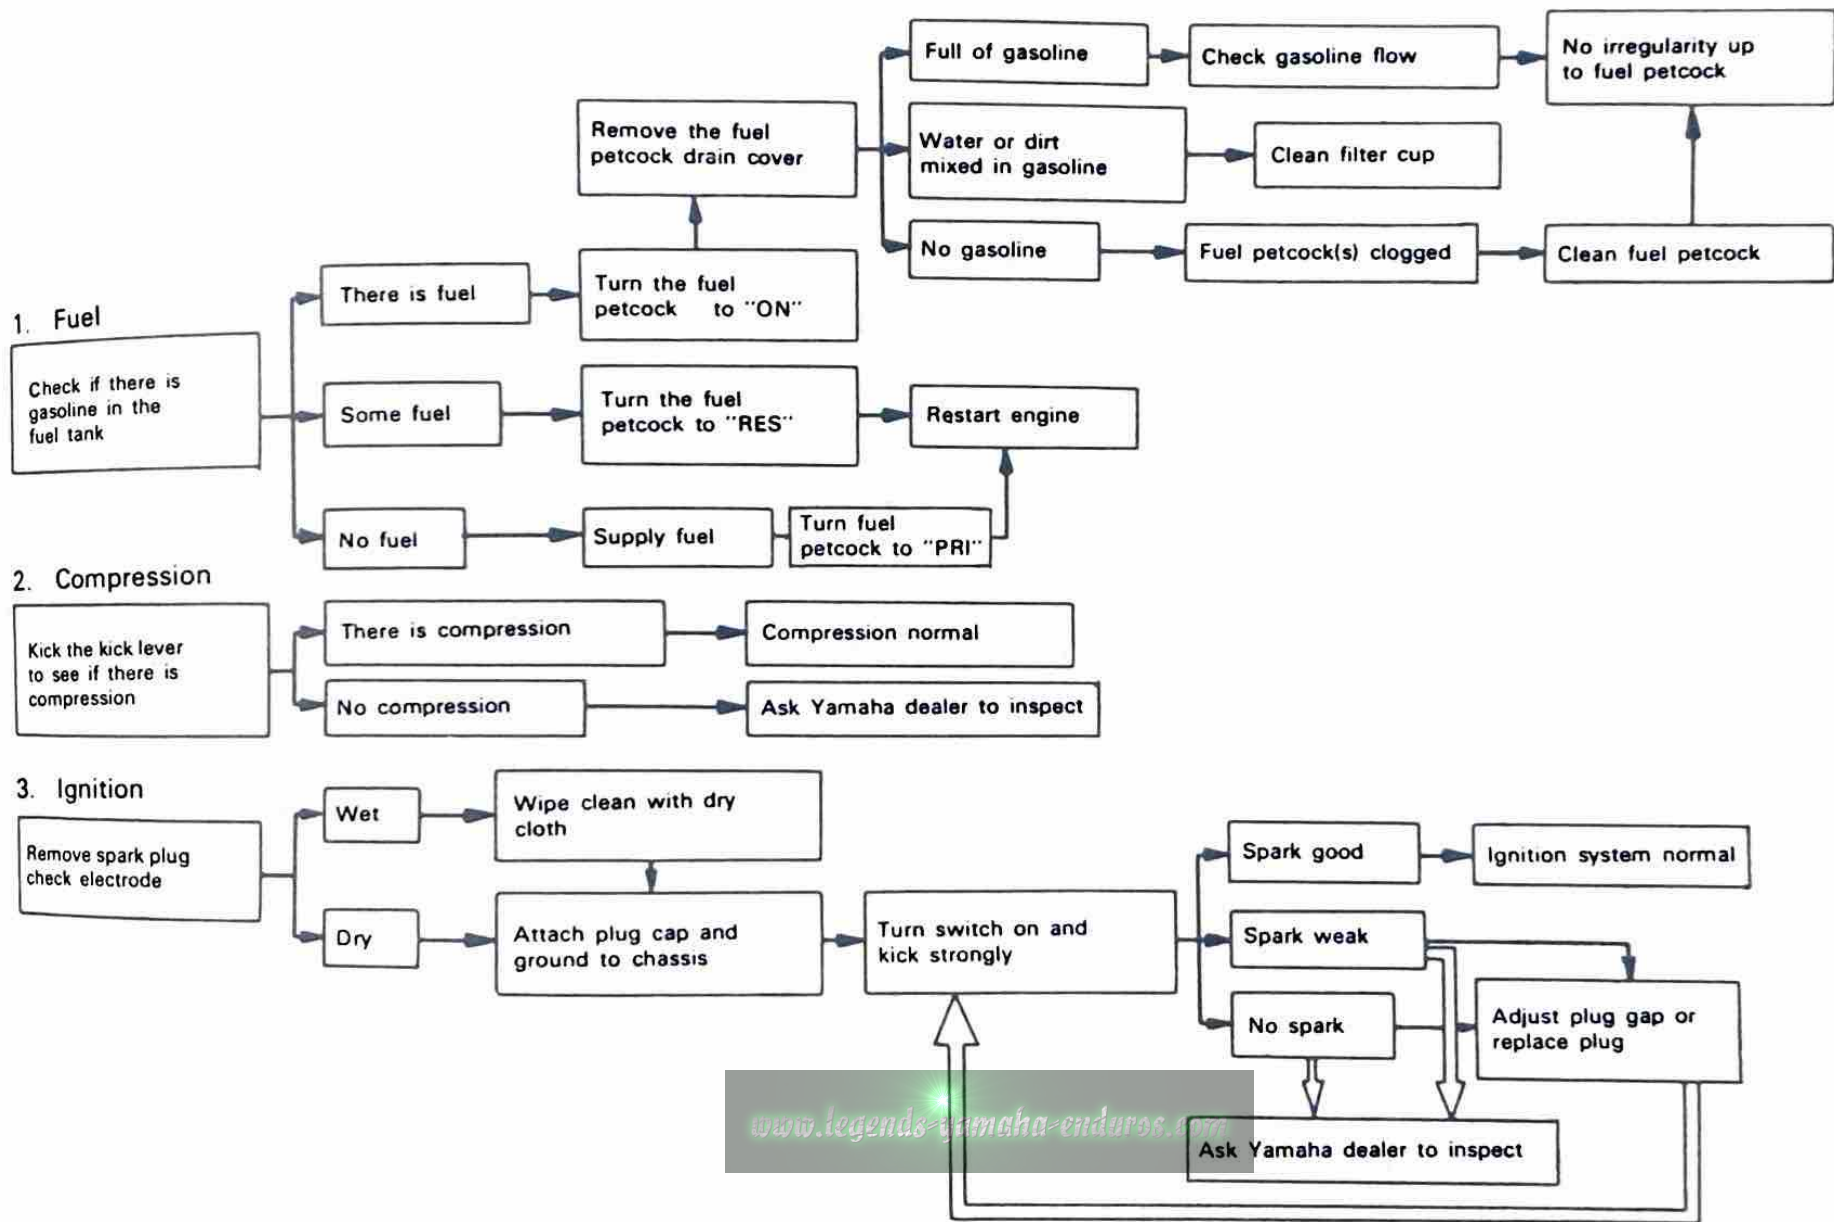 1. Fuel
Check if there is
gasoline in the
fuel tank
There is fuel
Turn the fuel
petcock to "ON"
Remove the fuel
petcock drain cover
Full of gasoline
Check gasoline flow
No irregularity up
to fuel petcock
Water or dirt
mixed in gasoline
Clean filter cup
No gasoline
Fuel petcock(s) clogged
Clean fuel petcock
Some fuel
Turn the fuel
petcock to "RES"
Restart engine
No fuel
Supply fuel
Turn fuel
petcock to "PRI"
2. Compression
Kick the kick lever
to see if there is
compression
There is compression
Compression normal
No compression
Ask Yamaha dealer to inspect
3. Ignition
Remove spark plug
check electrode
Wet
Wipe clean with dry
cloth
Dry
Attach plug cap and
ground to chassis
Turn switch on and
kick strongly
Spark good
Ignition system normal
Spark weak
No spark
Adjust plug gap or
replace plug
Ask Yamaha dealer to inspect
www.legends-yamaha-enduros.com